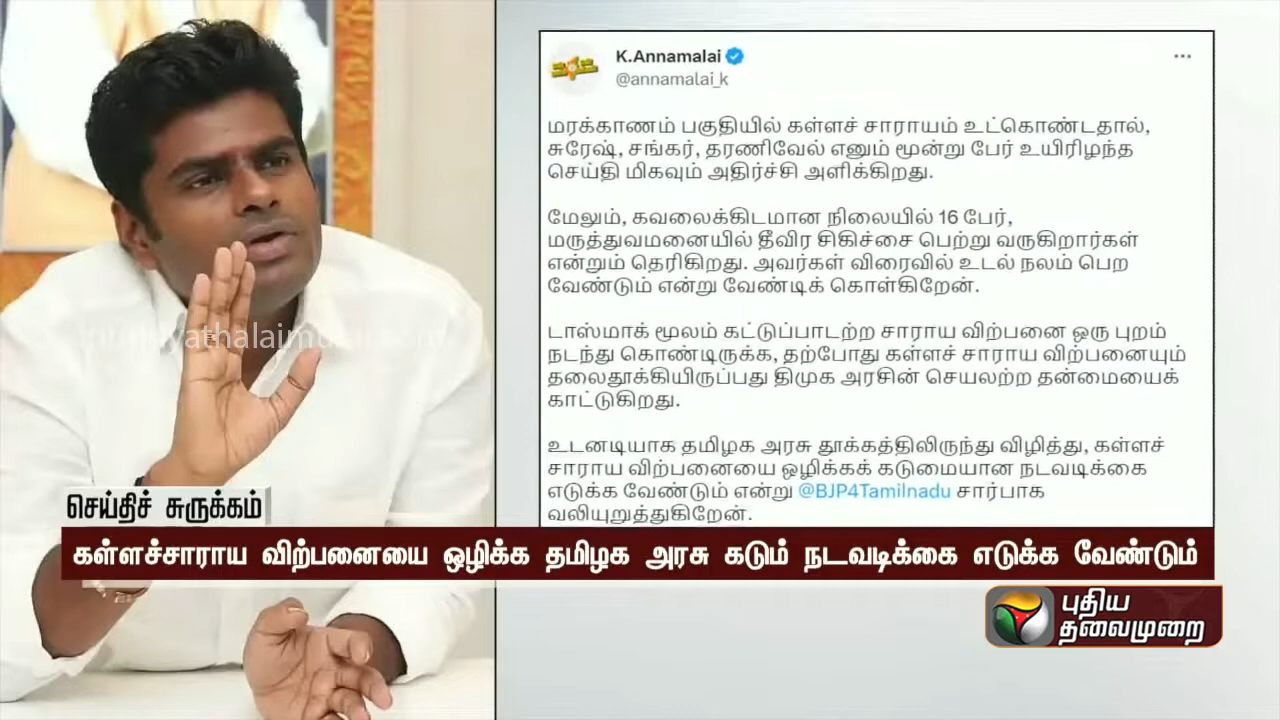 K.Annamalai
@annamalai_k
மரக்காணம் பகுதியில் கள்ளச் சாராயம் உட்கொண்டதால்,
சுரேஷ், சங்கர், தரணிவேல் எனும் மூன்று பேர் உயிரிழந்த
செய்தி மிகவும் அதிர்ச்சி அளிக்கிறது.
மேலும், கவலைக்கிடமான நிலையில் 16 பேர்,
மருத்துவமனையில் தீவிர சிகிச்சை பெற்று வருகிறார்கள்
என்றும் தெரிகிறது. அவர்கள் விரைவில் உடல் நலம் பெற
வேண்டும் என்று வேண்டிக் கொள்கிறேன்.
டாஸ்மாக் மூலம் கட்டுப்பாடற்ற சாராய விற்பனை ஒரு புறம்
நடந்து கொண்டிருக்க, தற்போது கள்ளச் சாராய விற்பனையும்
தலைதூக்கியிருப்பது திமுக அரசின் செயலற்ற தன்மையைக்
காட்டுகிறது.
உடனடியாக தமிழக அரசு தூக்கத்திலிருந்து விழித்து, கள்ளச்
சாராய விற்பனையை ஒழிக்கக் கடுமையான நடவடிக்கை
எடுக்க வேண்டும் என்று @BJP4Tamilnadu சார்பாக
வலியுறுத்துகிறேன்.
செய்திச் சுருக்கம்
கள்ளச்சாராய விற்பனையை ஒழிக்க தமிழக அரசு கடும் நடவடிக்கை எடுக்க வேண்டும்
புதிய
தலைமுறை